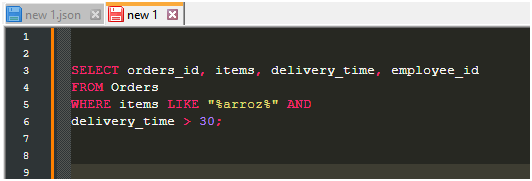 new 1.json new 1
1
2
3 SELECT orders_id, items, delivery_time, employee_id
4 FROM Orders
5 WHERE items LIKE "%arroz%" AND
6 delivery_time > 30;
7
8
9